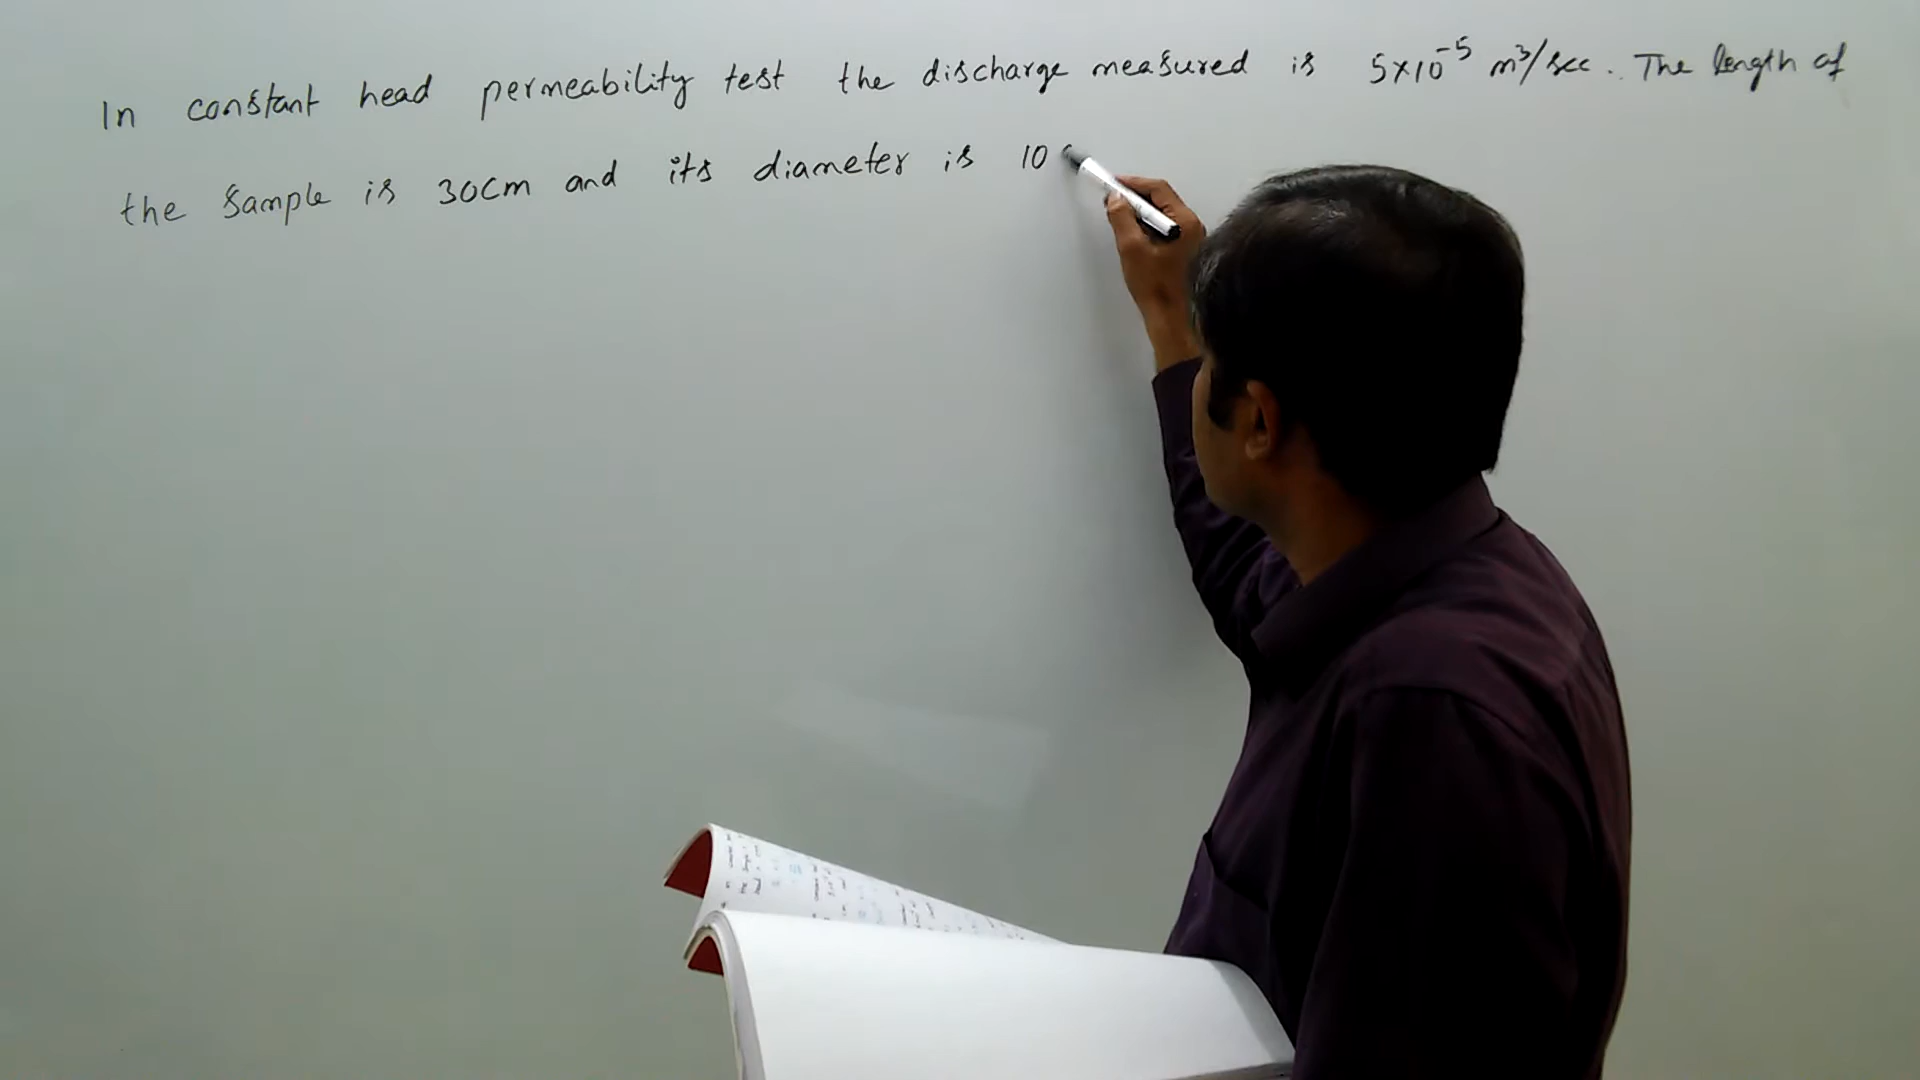 In constant head permeability test the discharge measured is 5×10⁻⁵ m³/sec. The length of
the sample is 30cm and its diameter is 10